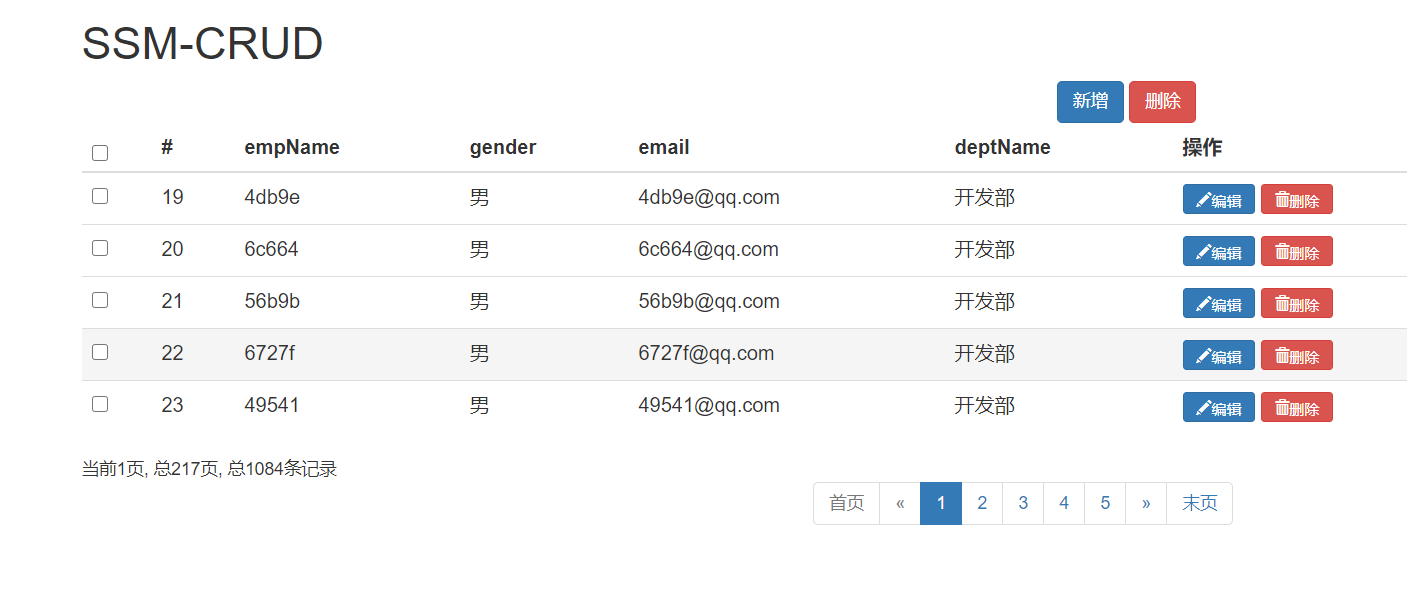 SSM-CRUD
新增 删除
# empName gender email deptName 操作
19 4db9e 男 4db9e@qq.com 开发部 编辑 删除
20 6c664 男 6c664@qq.com 开发部 编辑 删除
21 56b9b 男 56b9b@qq.com 开发部 编辑 删除
22 6727f 男 6727f@qq.com 开发部 编辑 删除
23 49541 男 49541@qq.com 开发部 编辑 删除
当前1页, 总217页, 总1084条记录
首页 « 1 2 3 4 5 » 末页